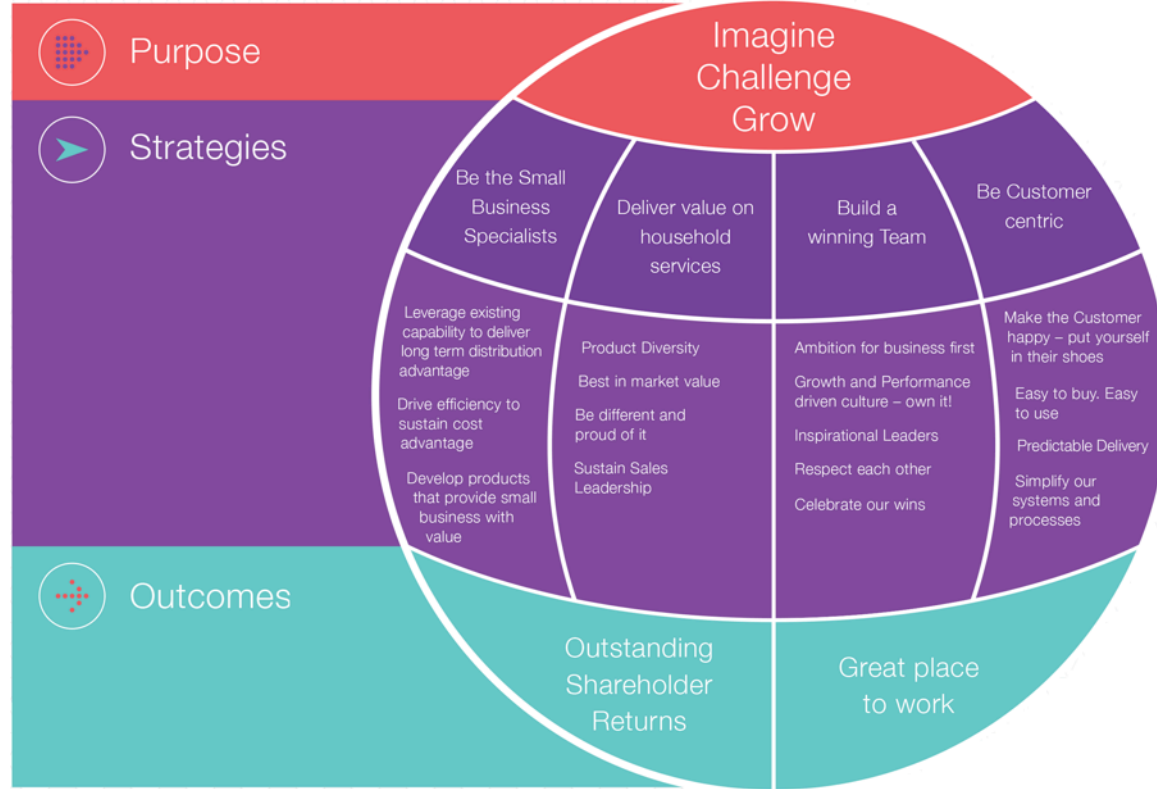 Purpose
Imagine
Challenge
Grow
Strategies
Be the Small
Business
Specialists
Deliver value on
household
services
Build a
winning Team
Be Customer
centric
Leverage existing
capability to deliver
long term distribution
advantage
Drive efficiency to
sustain cost
advantage
Develop products
that provide small
business with
value
Product Diversity
Best in market value
Be different and
proud of it
Sustain Sales
Leadership
Ambition for business first
Growth and Performance
driven culture – own it!
Inspirational Leaders
Respect each other
Celebrate our wins
Make the Customer
happy – put yourself
in their shoes
Easy to buy. Easy
to use
Predictable Delivery
Simplify our
systems and
processes
Outcomes
Outstanding
Shareholder
Returns
Great place
to work